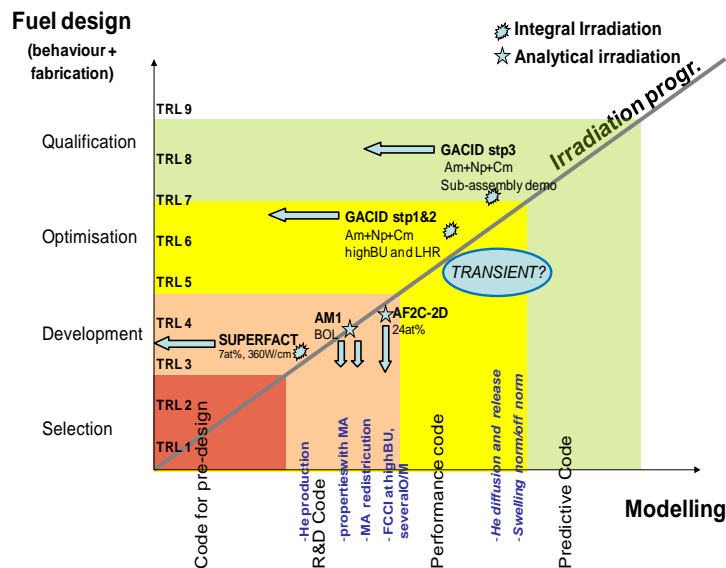 Fuel design
(behaviour +
fabrication)
Integral Irradiation
Analytical irradiation
Irradiation progr.
TRL 9
Qualification
TRL 8
GACID stp3
Am+Np+Cm
Sub-assembly demo
TRL 7
GACID stp1&2
Am+Np+Cm
highBU and LHR
Optimisation
TRL 6
TRANSIENT?
TRL 5
Development
TRL 4
AM1
BOL
AF2C-2D
24at%
SUPERFACT
7at%, 360W/cm
TRL 3
Selection
TRL 2
TRL 1
Code for pre-design
-He production
R&D Code
-propertieswith MA
-MA redistricution
- FCCI at highBU,
severalO/M
Performance code
- He diffusion and release
- Swelling norm/off norm
Predictive Code
Modelling